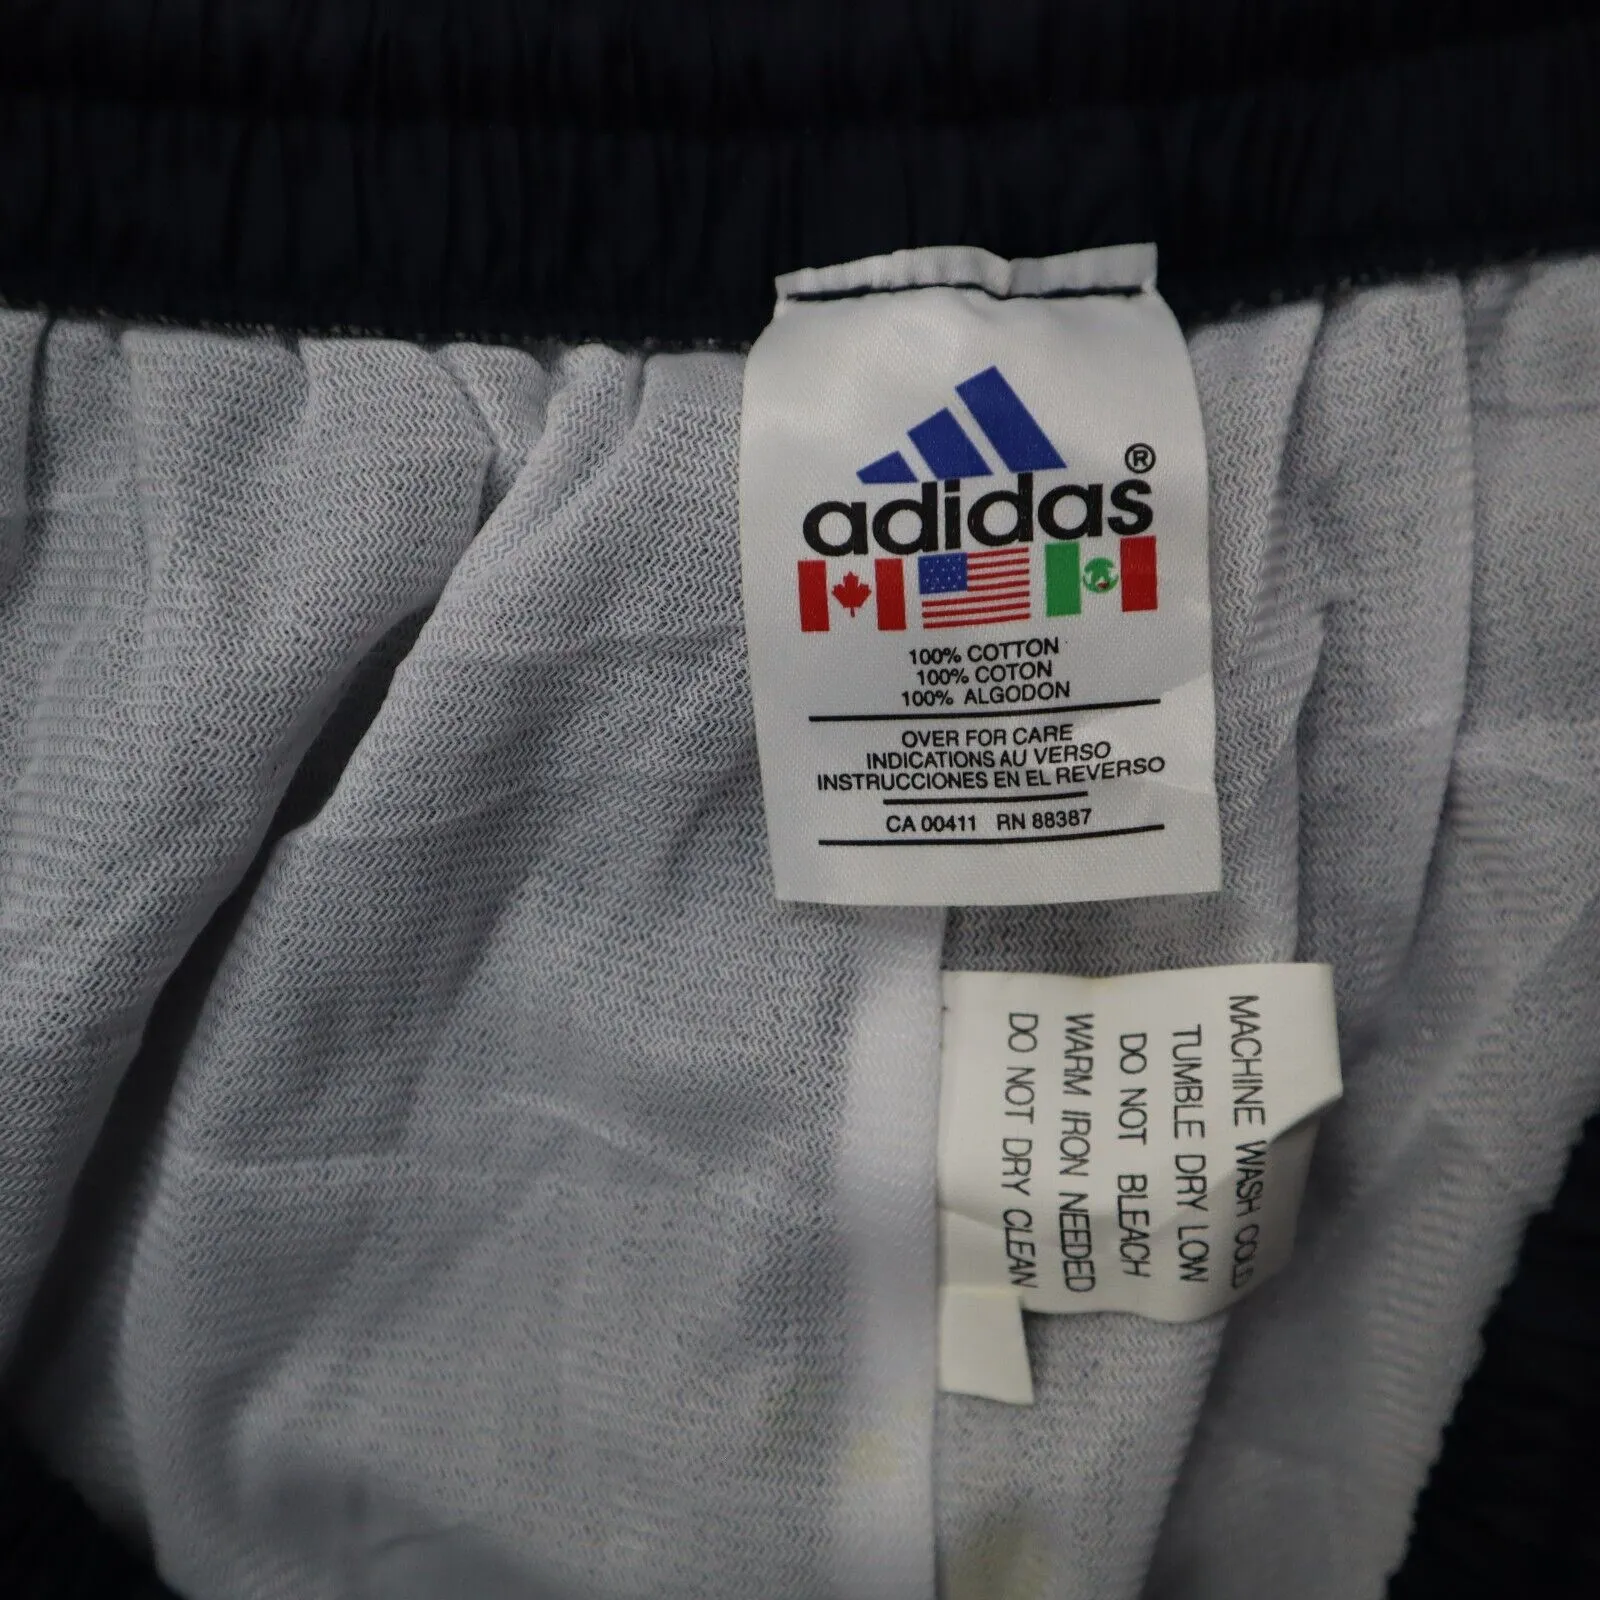 adidas®
100% COTTON
100% COTON
100% ALGODON
OVER FOR CARE
INDICATIONS AU VERSO
INSTRUCCIONES EN EL REVERSO
CA 00411 RN 88387
MACHINE WASH COLD
TUMBLE DRY LOW
DO NOT BLEACH
WARM IRON NEEDED
DO NOT DRY CLEAN